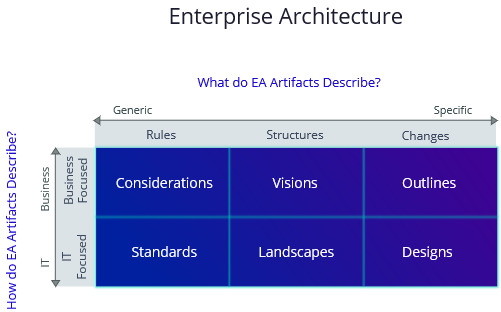 Enterprise Architecture
What do EA Artifacts Describe?
Generic Specific
Rules Structures Changes
How do EA Artifacts Describe?
Business
Business
Focused
Considerations Visions Outlines
IT
IT
Focused
Standards Landscapes Designs